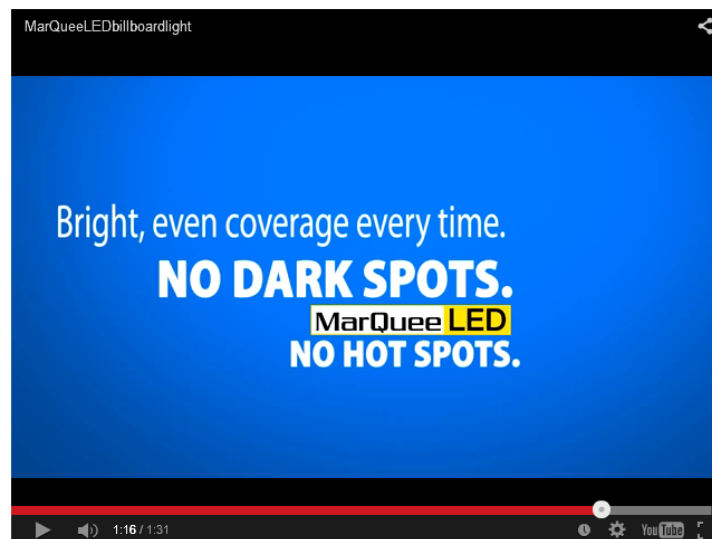 MarQueeLEDbillboardlight
Bright, even coverage every time.
NO DARK SPOTS.
MarQuee LED
NO HOT SPOTS.
1:16 / 1:31
YouTube